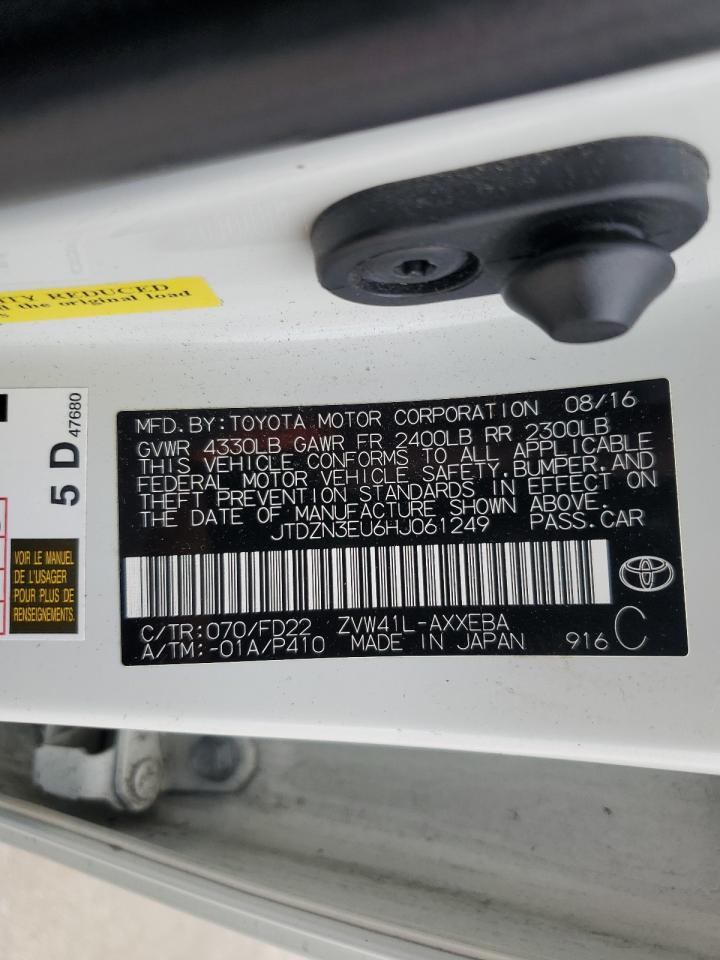 ITY REDUCED
the original load
5 D
47680
MFD. BY:TOYOTA MOTOR CORPORATION 08/16
GVWR 4330LB GAWR FR 2400LB RR 2300LB
THIS VEHICLE CONFORMS TO ALL APPLICABLE
FEDERAL MOTOR VEHICLE SAFETY,BUMPER,AND
THEFT PREVENTION STANDARDS IN EFFECT ON
THE DATE OF MANUFACTURE SHOWN ABOVE.
JTDZN3EU6HJ061249 PASS.CAR
C/TR:070/FD22 ZVW41L-AXXEBA
A/TM:-01A/P410 MADE IN JAPAN 916 C
VOIR LE MANUEL
DE L'USAGER
POUR PLUS DE
RENSEIGNEMENTS.